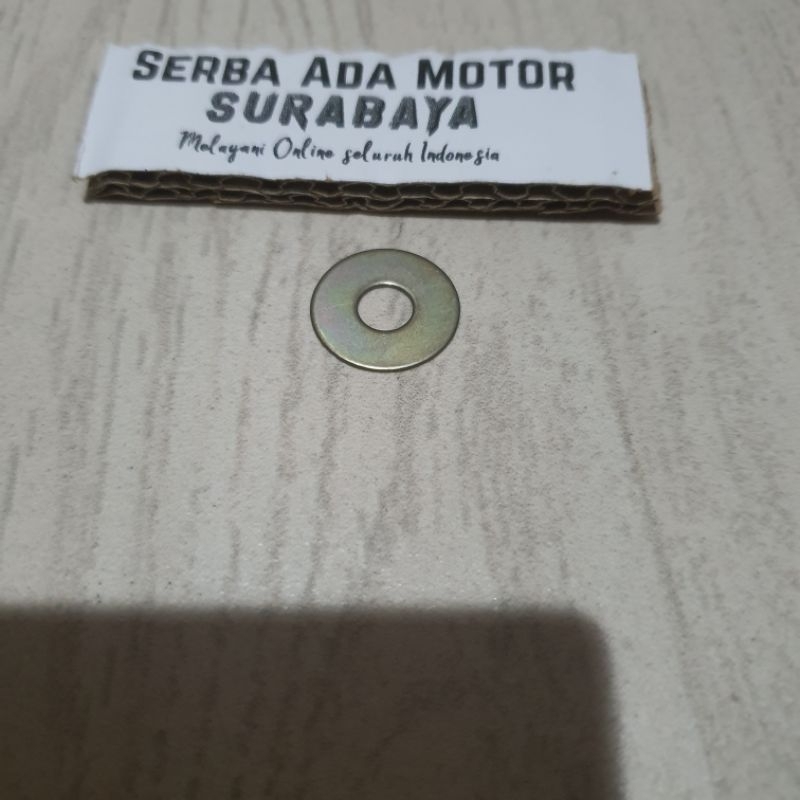 SERBA ADA MOTOR
SURABAYA
Melayani Online seluruh Indonesia